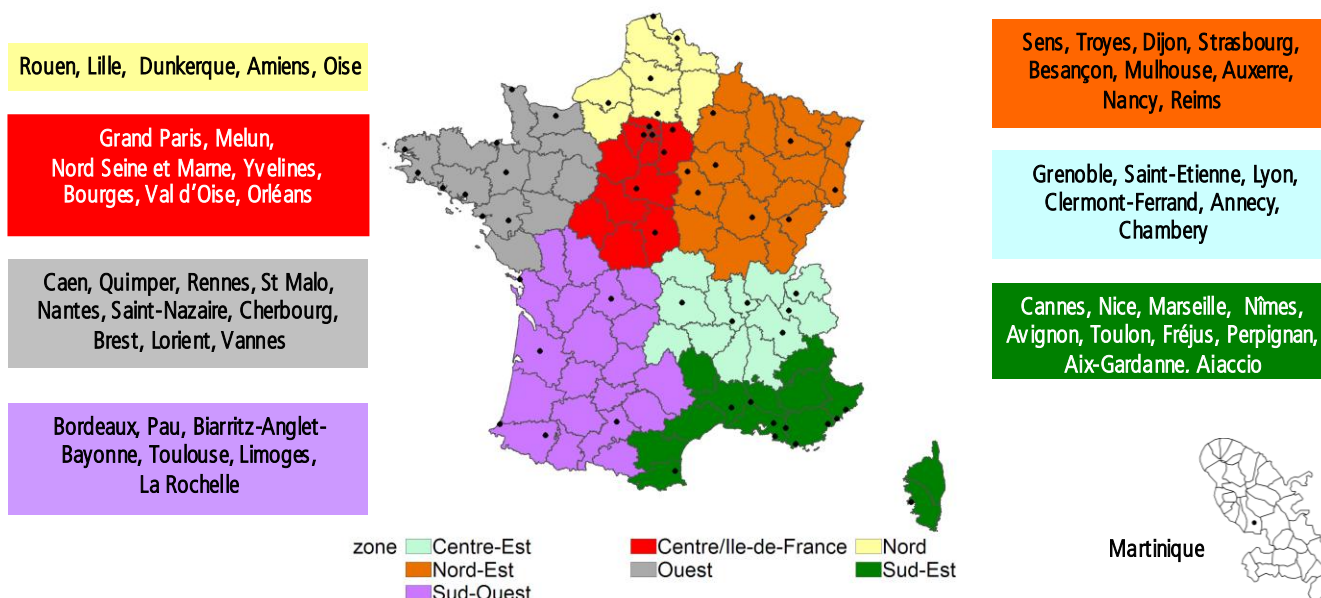 Rouen, Lille, Dunkerque, Amiens, Oise
Grand Paris, Melun,
Nord Seine et Marne, Yvelines,
Bourges, Val d'Oise, Orléans
Caen, Quimper, Rennes, St Malo,
Nantes, Saint-Nazaire, Cherbourg,
Brest, Lorient, Vannes
Bordeaux, Pau, Biarritz-Anglet-
Bayonne, Toulouse, Limoges,
La Rochelle
Sens, Troyes, Dijon, Strasbourg,
Besançon, Mulhouse, Auxerre,
Nancy, Reims
Grenoble, Saint-Etienne, Lyon,
Clermont-Ferrand, Annecy,
Chambery
Cannes, Nice, Marseille, Nîmes,
Avignon, Toulon, Fréjus, Perpignan,
Aix-Gardanne, Ajaccio
Martinique
zone Centre-Est Centre/Ile-de-France Nord
Nord-Est Ouest Sud-Est
Sud-Ouest